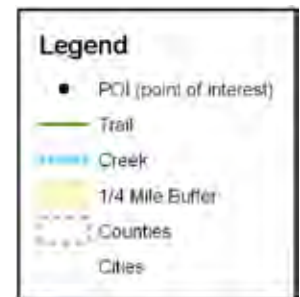 Legend
POI (point of interest)
Trail
Creek
1/4 Mile Buffer
Counties
Cities